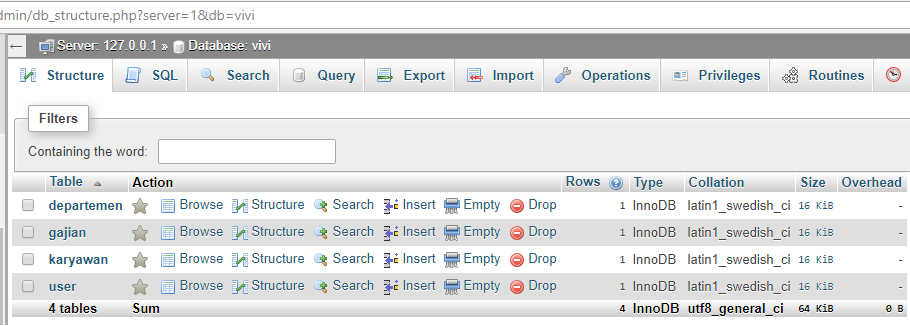 dmin/db_structure.php?server=1&db=vivi
Server: 127.0.0.1 » Database: vivi
Structure SQL Search Query Export Import Operations Privileges Routines
Filters
Containing the word:
Table Action Rows Type Collation Size Overhead
departemen Browse Structure Search Insert Empty Drop 1 InnoDB latin1_swedish_ci 16 KiB -
gajian Browse Structure Search Insert Empty Drop 1 InnoDB latin1_swedish_ci 16 KiB -
karyawan Browse Structure Search Insert Empty Drop 1 InnoDB latin1_swedish_ci 16 KiB -
user Browse Structure Search Insert Empty Drop 1 InnoDB latin1_swedish_ci 16 KiB -
4 tables Sum 4 InnoDB utf8_general_ci 64 KiB 0 B